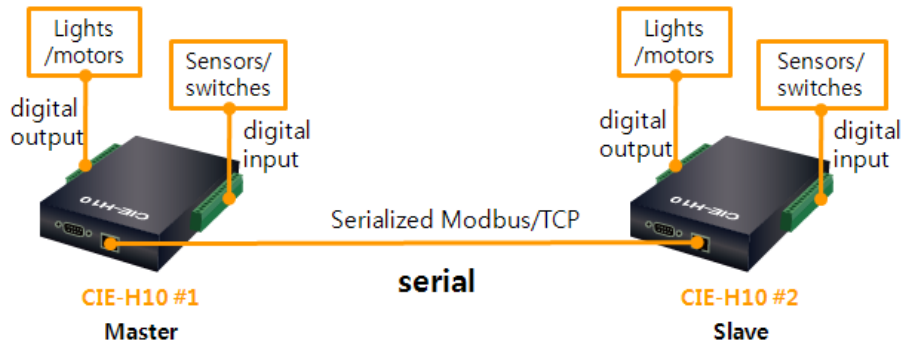 Lights
/motors
Sensors/
switches
digital
output
digital
input
CIE-H10
Lights
/motors
Sensors/
switches
digital
output
digital
input
CIE-H10
Serialized Modbus/TCP
serial
CIE-H10 #1
Master
CIE-H10 #2
Slave